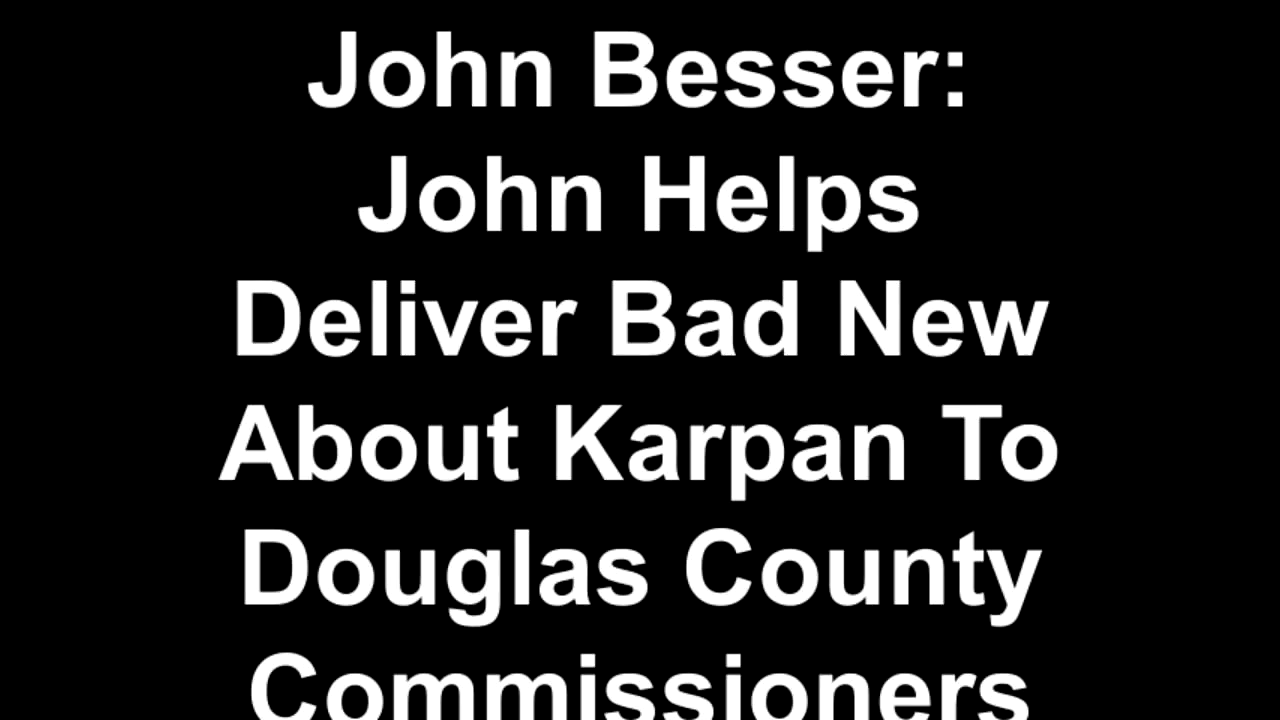 John Besser:
John Helps
Deliver Bad New
About Karpan To
Douglas County
Commissioners